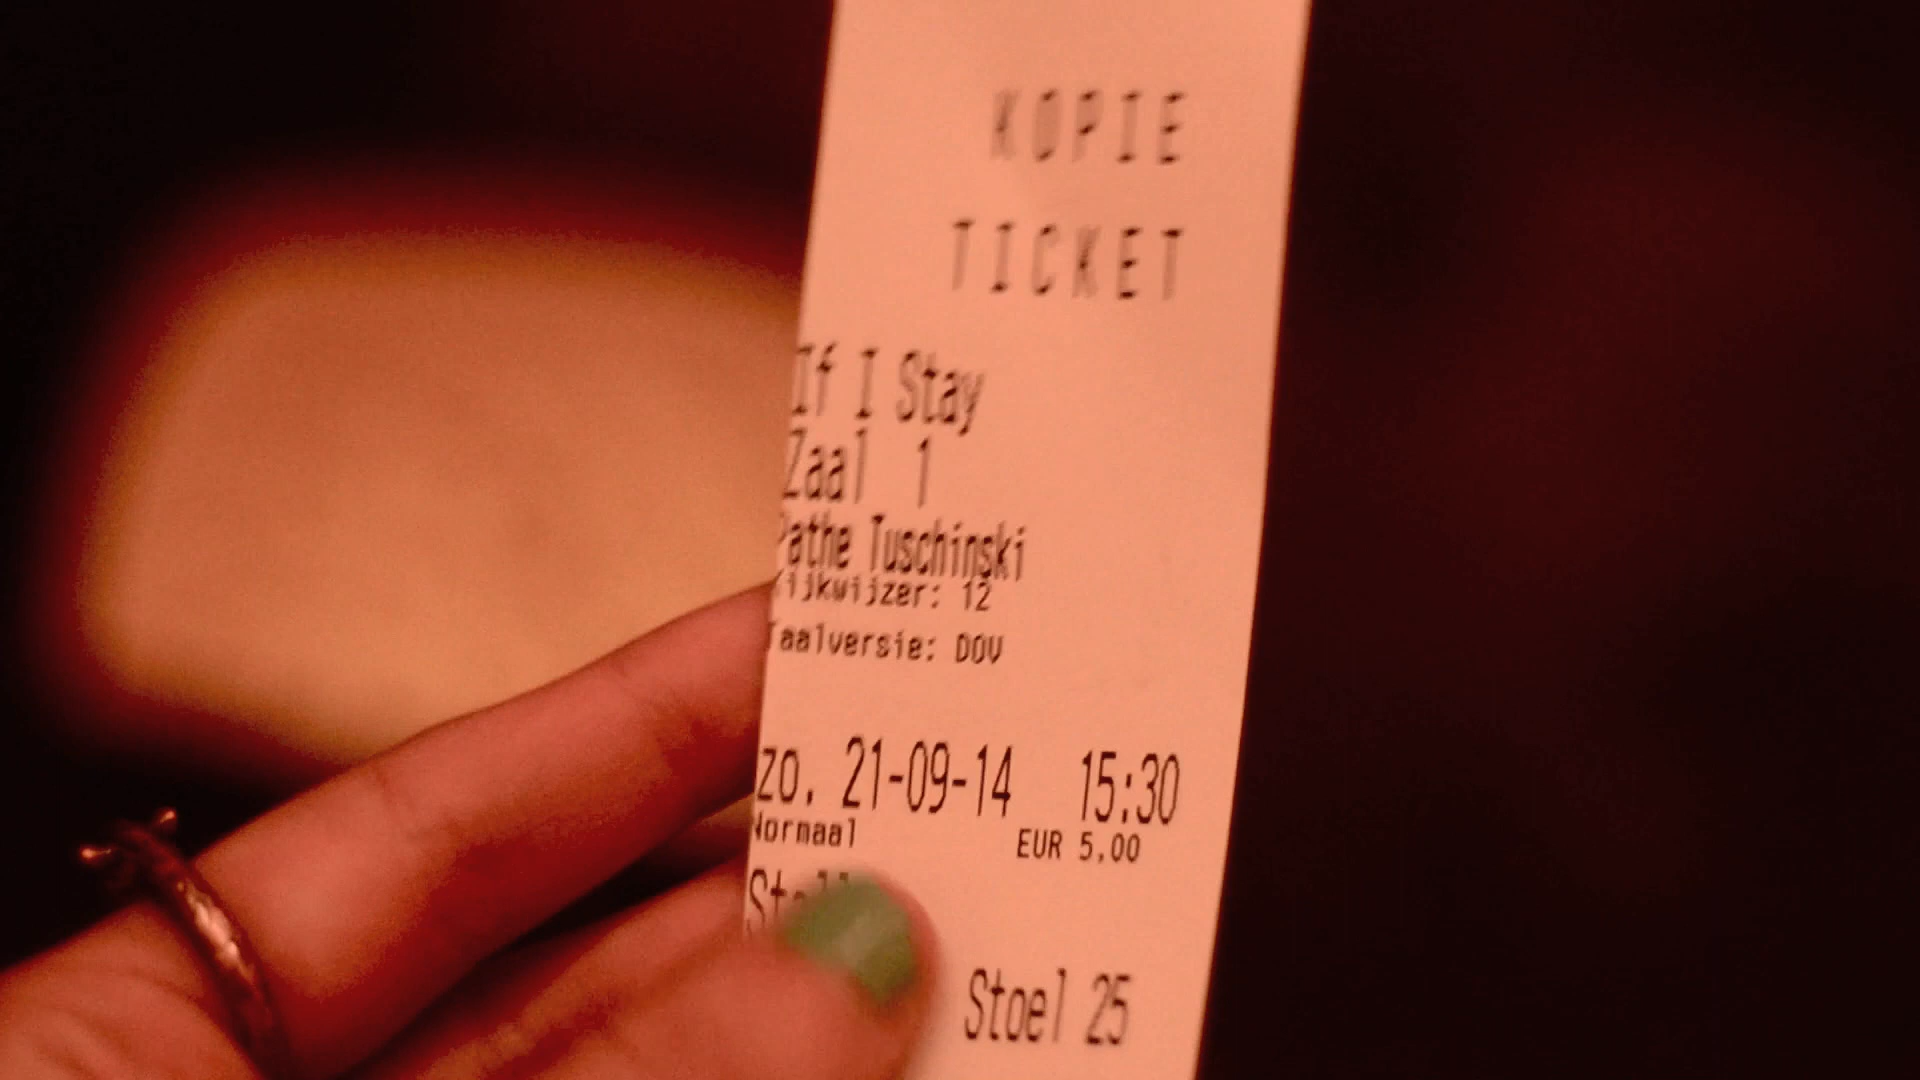 KOPIE
TICKET
If I Stay
Zaal 1
Pathe Tuschinski
Kijkwijzer: 12
Taalversie: DOV
zo. 21-09-14 15:30
Normaal EUR 5,00
Stoel 25